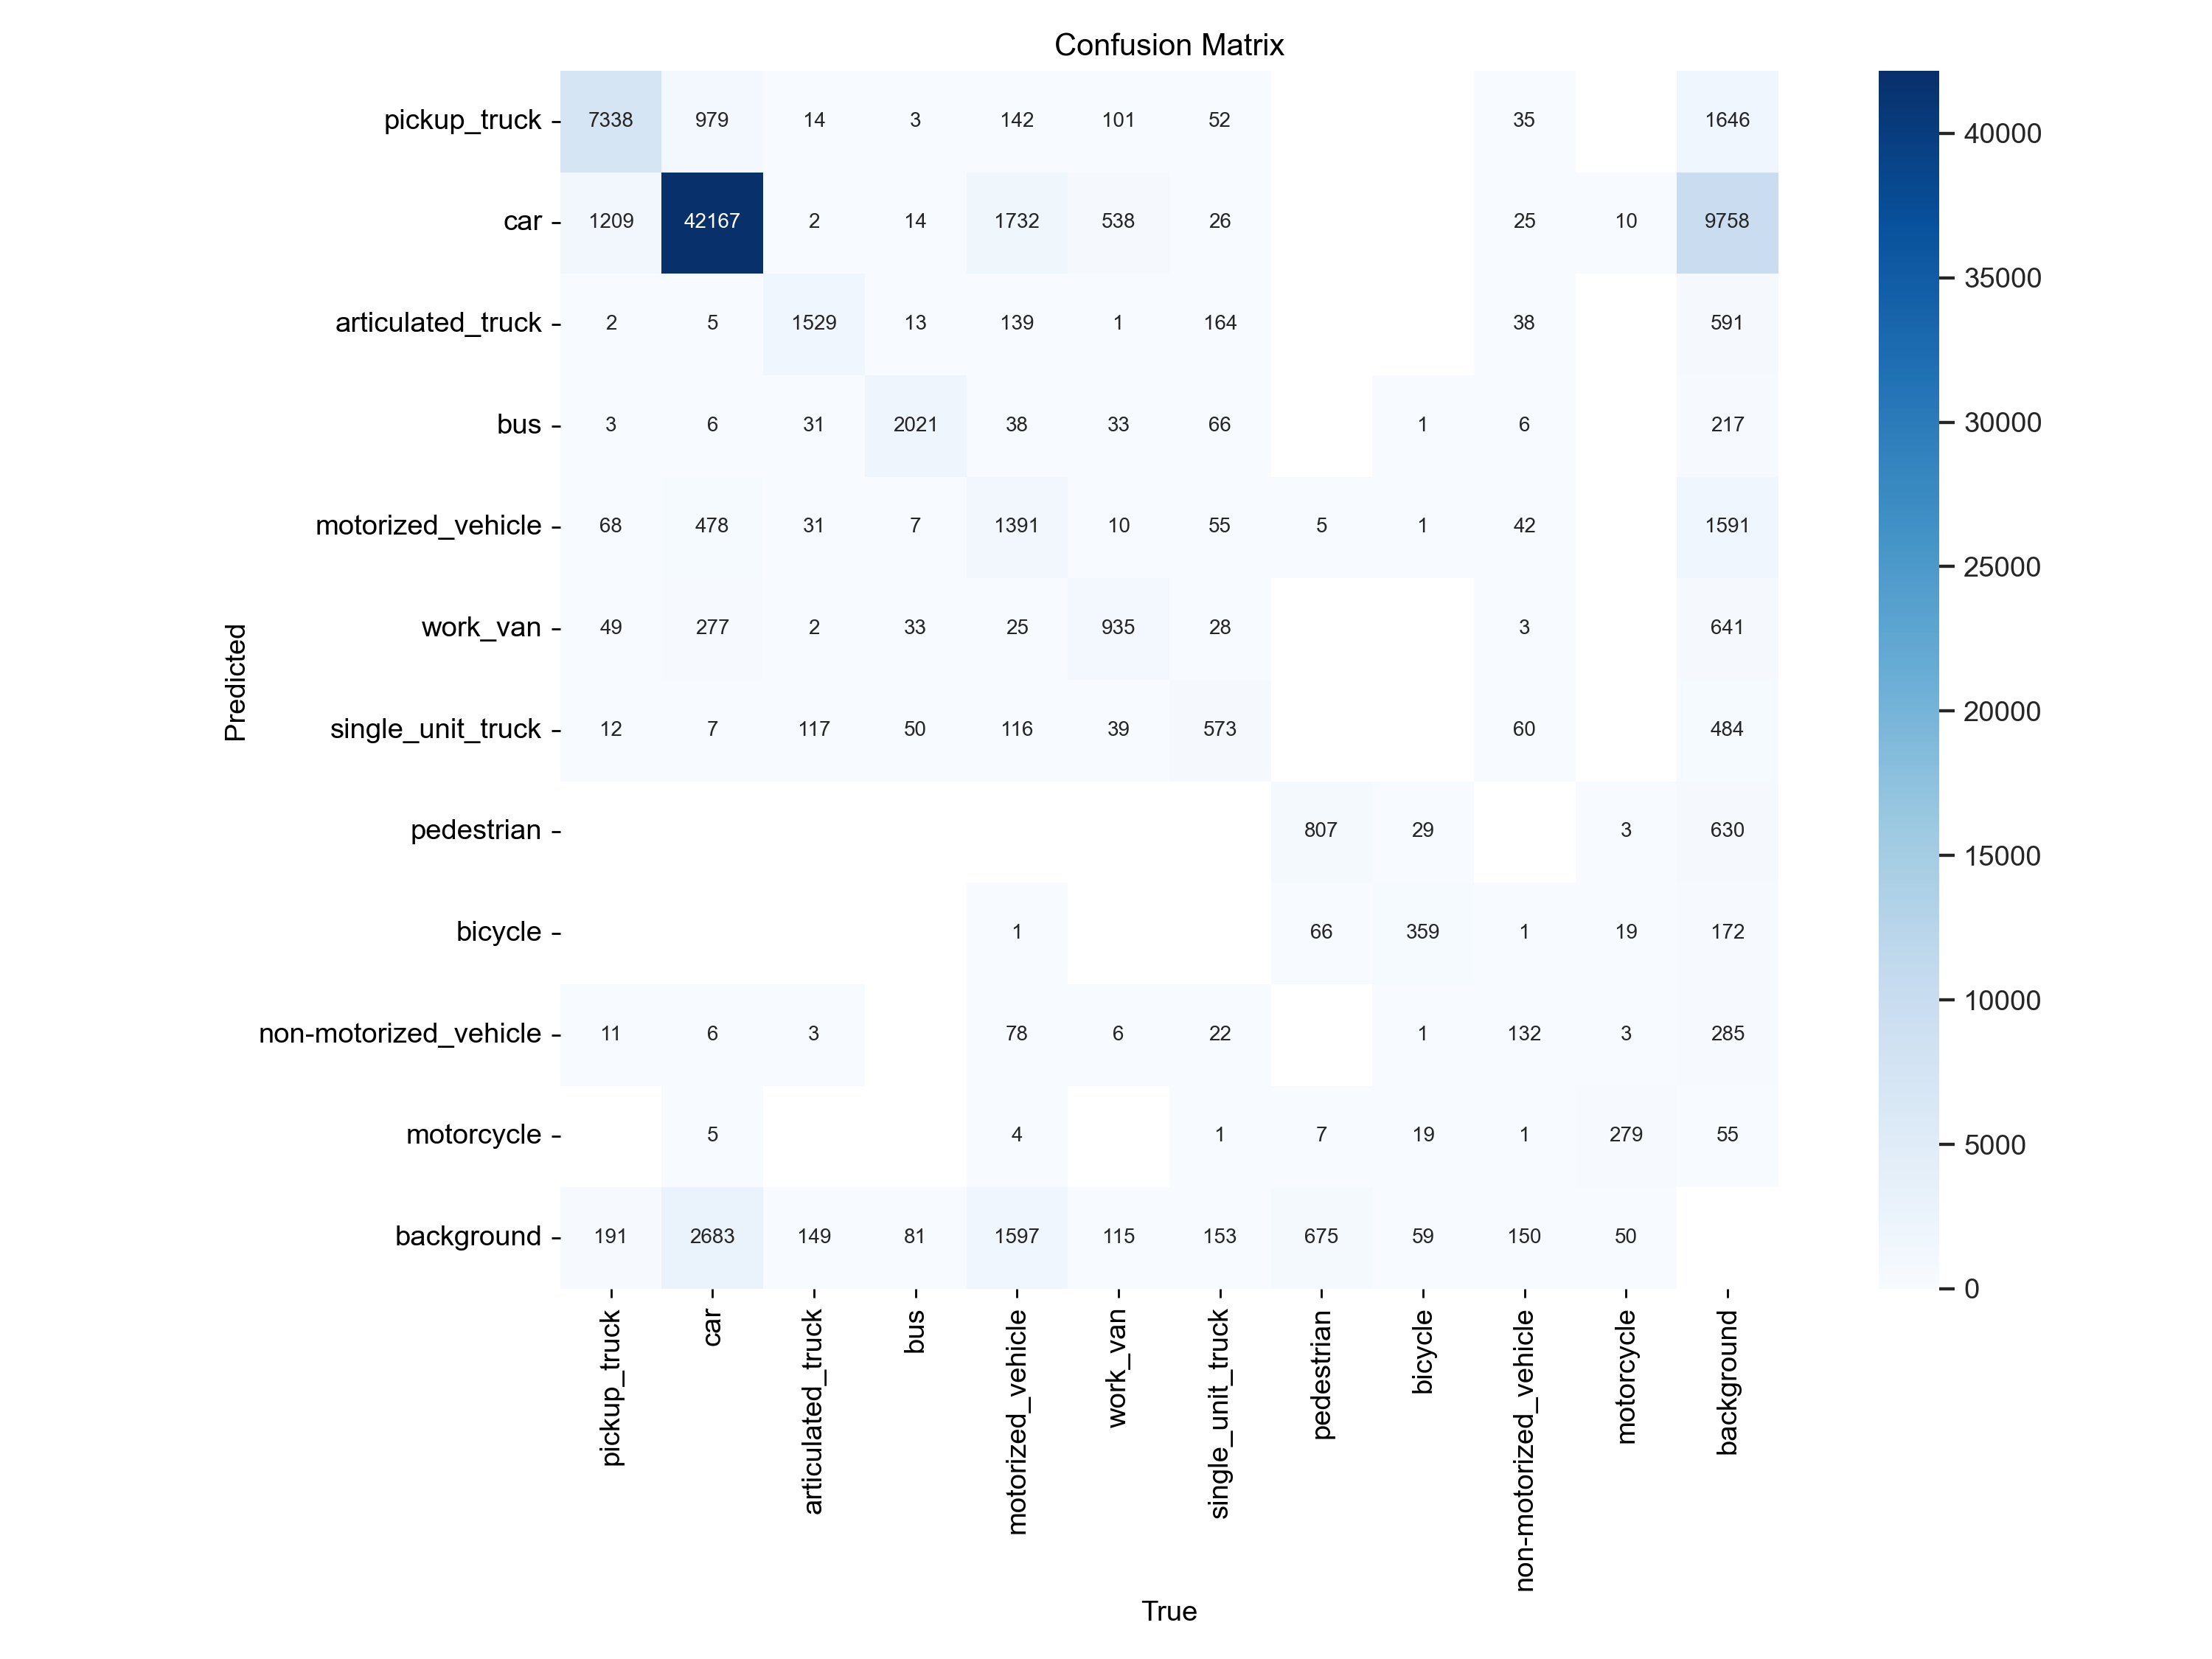 Confusion Matrix
pickup_truck 7338 979 14 3 142 101 52 35 1646
car 1209 42167 2 14 1732 538 26 25 10 9758
articulated_truck 2 5 1529 13 139 1 164 38 591
bus 3 6 31 2021 38 33 66 1 6 217
motorized_vehicle 68 478 31 7 1391 10 55 5 1 42 1591
work_van 49 277 2 33 25 935 28 3 641
single_unit_truck 12 7 117 50 116 39 573 60 484
pedestrian 807 29 3 630
bicycle 1 66 359 1 19 172
non-motorized_vehicle 11 6 3 78 6 22 1 132 3 285
motorcycle 5 4 1 7 19 1 279 55
background 191 2683 149 81 1597 115 153 675 59 150 50
Predicted
pickup_truck
car
articulated_truck
bus
motorized_vehicle
work_van
single_unit_truck
pedestrian
bicycle
non-motorized_vehicle
motorcycle
background
True
40000
35000
30000
25000
20000
15000
10000
5000
0